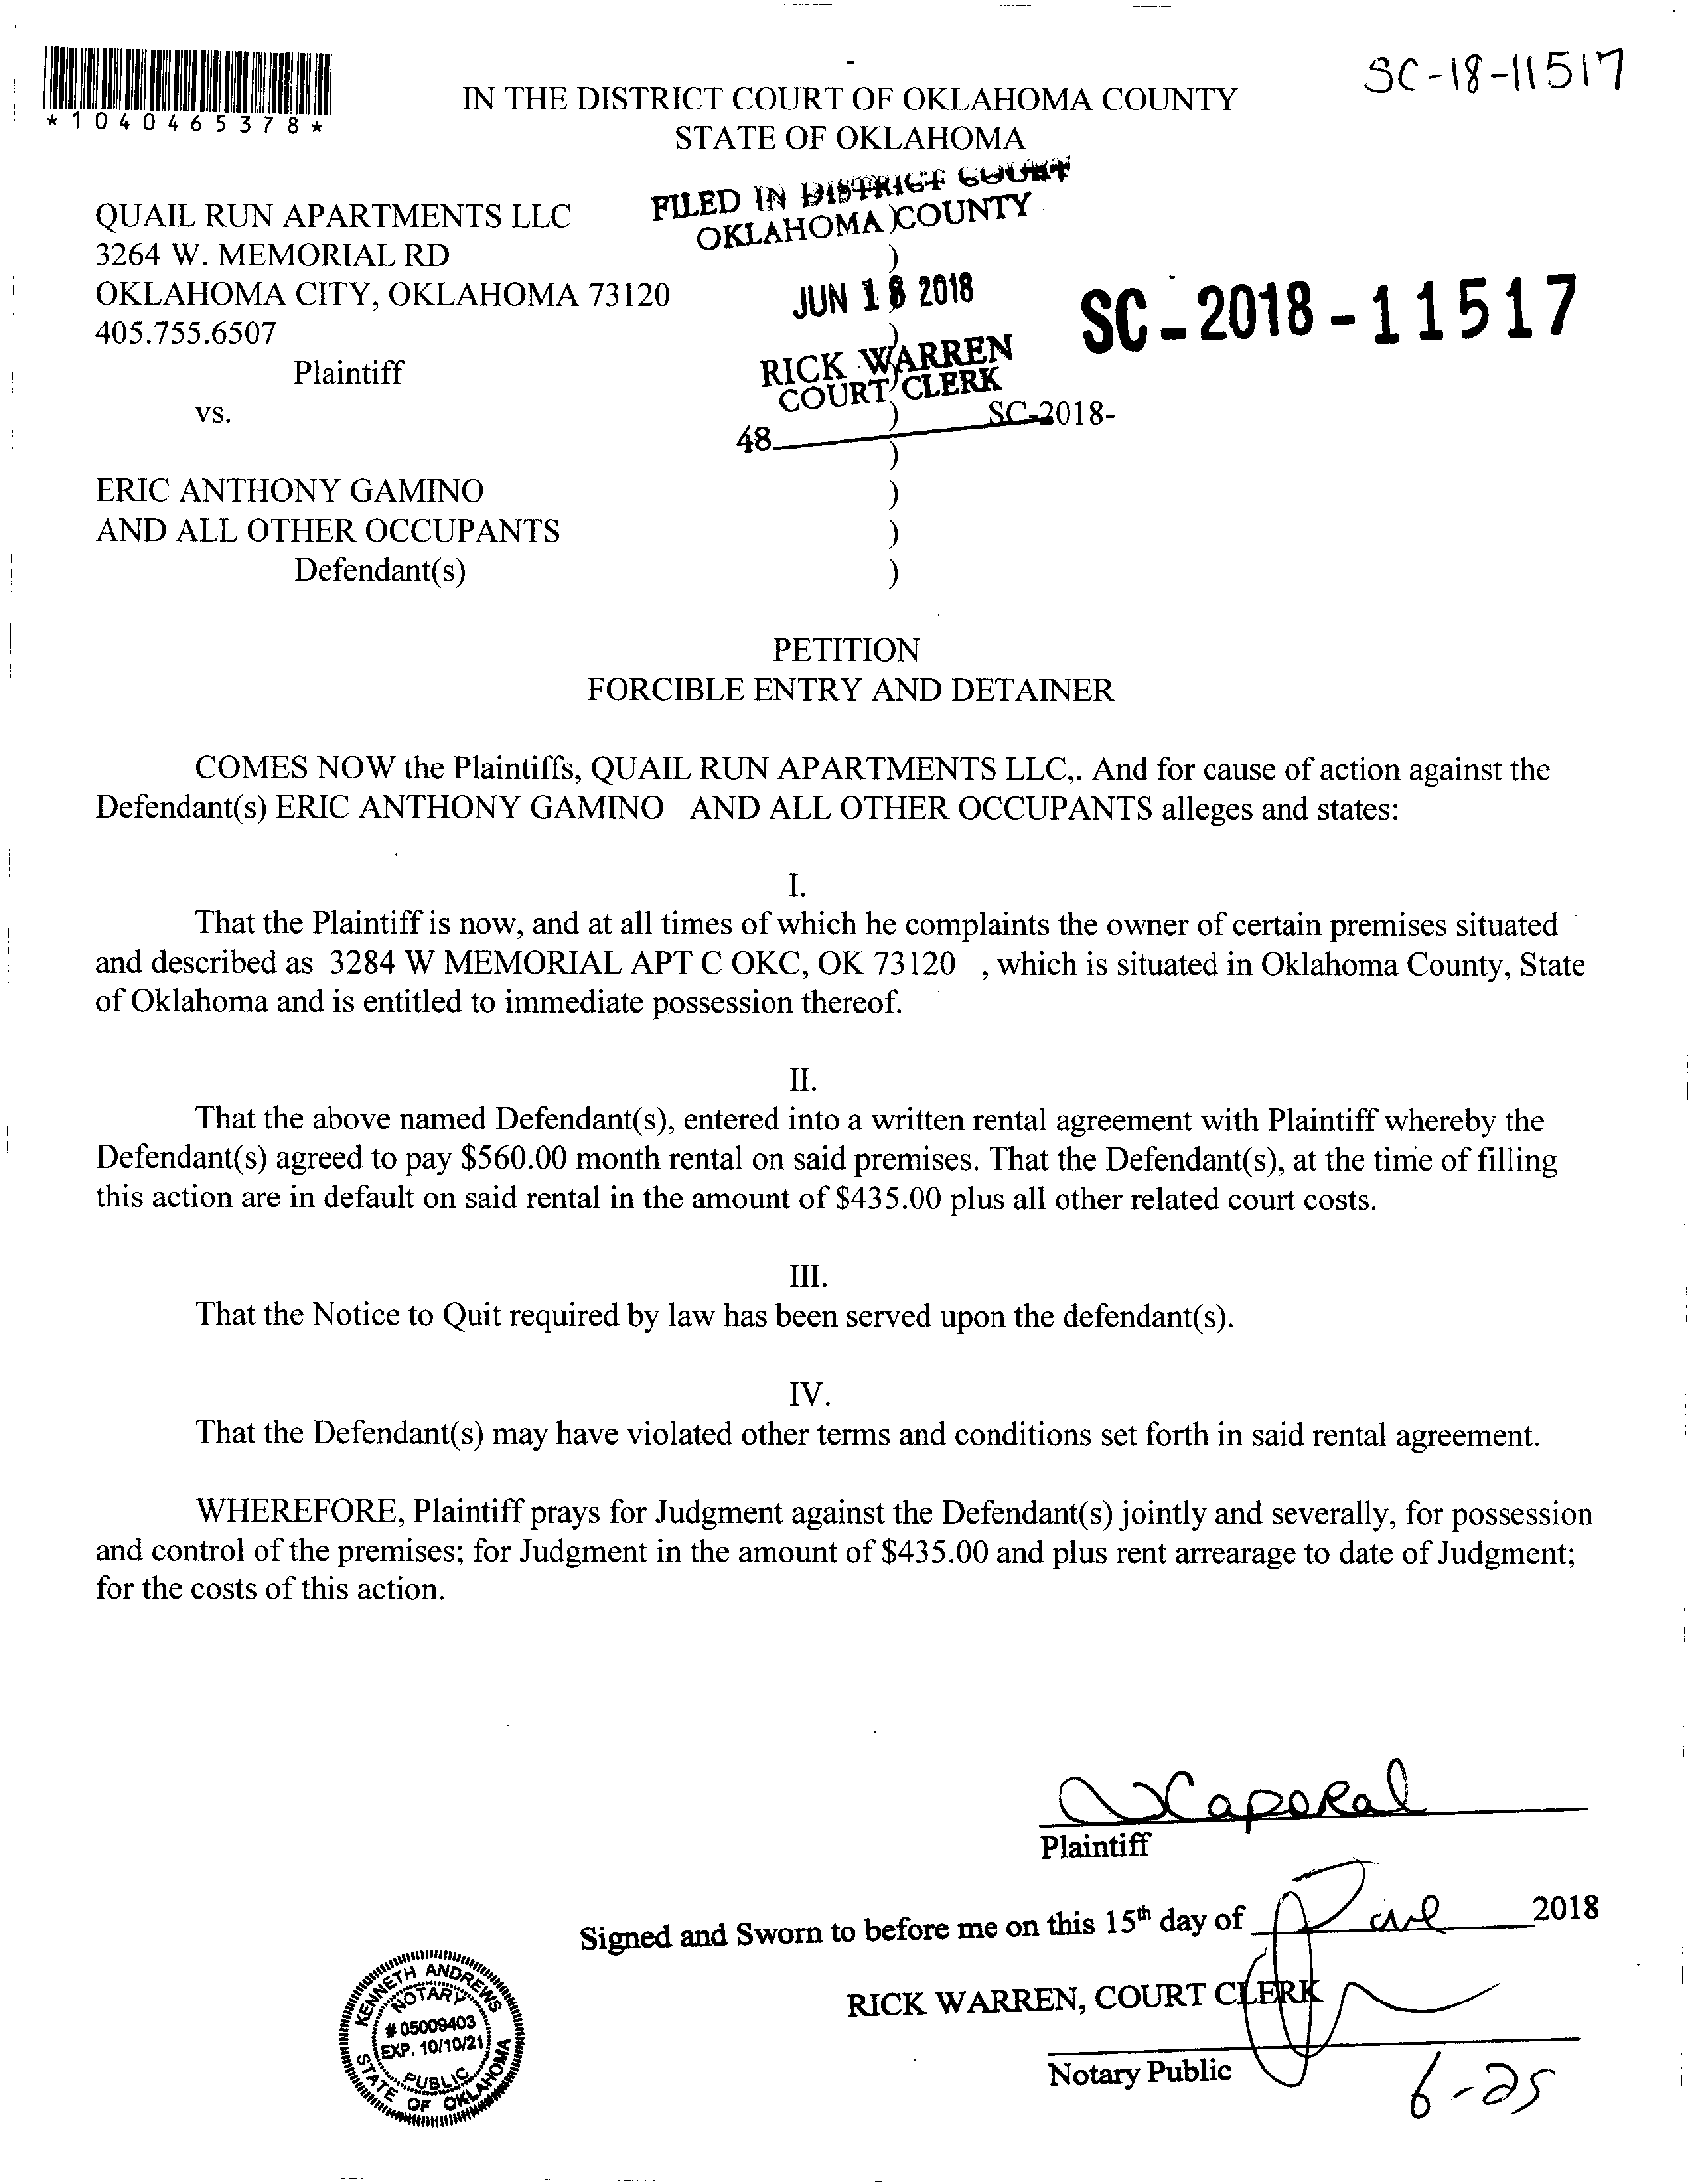 SC-18-11517
*1040465378*
IN THE DISTRICT COURT OF OKLAHOMA COUNTY
STATE OF OKLAHOMA
FILED IN DISTRICT COURT
OKLAHOMA COUNTY
QUAIL RUN APARTMENTS LLC )
3264 W. MEMORIAL RD )
OKLAHOMA CITY, OKLAHOMA 73120
JUN 18 2018
SC-2018-11517
405.755.6507 )
Plaintiff )
RICK WARREN
COURT CLERK
vs. ) SC-2018-
48 )
ERIC ANTHONY GAMINO )
AND ALL OTHER OCCUPANTS )
Defendant(s) )
PETITION
FORCIBLE ENTRY AND DETAINER
COMES NOW the Plaintiffs, QUAIL RUN APARTMENTS LLC,. And for cause of action against the
Defendant(s) ERIC ANTHONY GAMINO AND ALL OTHER OCCUPANTS alleges and states:
I.
That the Plaintiff is now, and at all times of which he complaints the owner of certain premises situated
and described as 3284 W MEMORIAL APT C OKC, OK 73120 , which is situated in Oklahoma County, State
of Oklahoma and is entitled to immediate possession thereof.
II.
That the above named Defendant(s), entered into a written rental agreement with Plaintiff whereby the
Defendant(s) agreed to pay $560.00 month rental on said premises. That the Defendant(s), at the time of filling
this action are in default on said rental in the amount of $435.00 plus all other related court costs.
III.
That the Notice to Quit required by law has been served upon the defendant(s).
IV.
That the Defendant(s) may have violated other terms and conditions set forth in said rental agreement.
WHEREFORE, Plaintiff prays for Judgment against the Defendant(s) jointly and severally, for possession
and control of the premises; for Judgment in the amount of $435.00 and plus rent arrearage to date of Judgment;
for the costs of this action.
Caporal
Plaintiff
Signed and Sworn to before me on this 15th day of June 2018
RICK WARREN, COURT CLERK
Notary Public
6-25
KENNETH ANDREWS
NOTARY
# 05009403
EXP. 10/10/21
PUBLIC
STATE OF OKLAHOMA